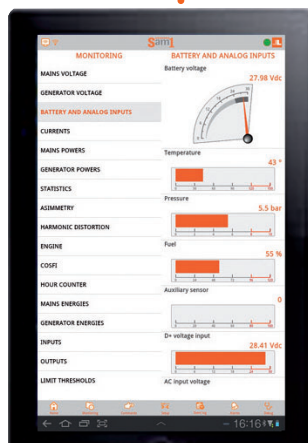 Sam1
MONITORING
MAINS VOLTAGE
GENERATOR VOLTAGE
BATTERY AND ANALOG INPUTS
CURRENTS
MAINS POWERS
GENERATOR POWERS
STATISTICS
ASIMMETRY
HARMONIC DISTORTION
ENGINE
COSFI
HOUR COUNTER
MAINS ENERGIES
GENERATOR ENERGIES
INPUTS
OUTPUTS
LIMIT THRESHOLDS
BATTERY AND ANALOG INPUTS
Battery voltage
27.98 Vdc
Temperature
43 °
Pressure
5.5 bar
Fuel
55 %
Auxiliary sensor
0
D+ voltage input
28.41 Vdc
AC input voltage
16:16